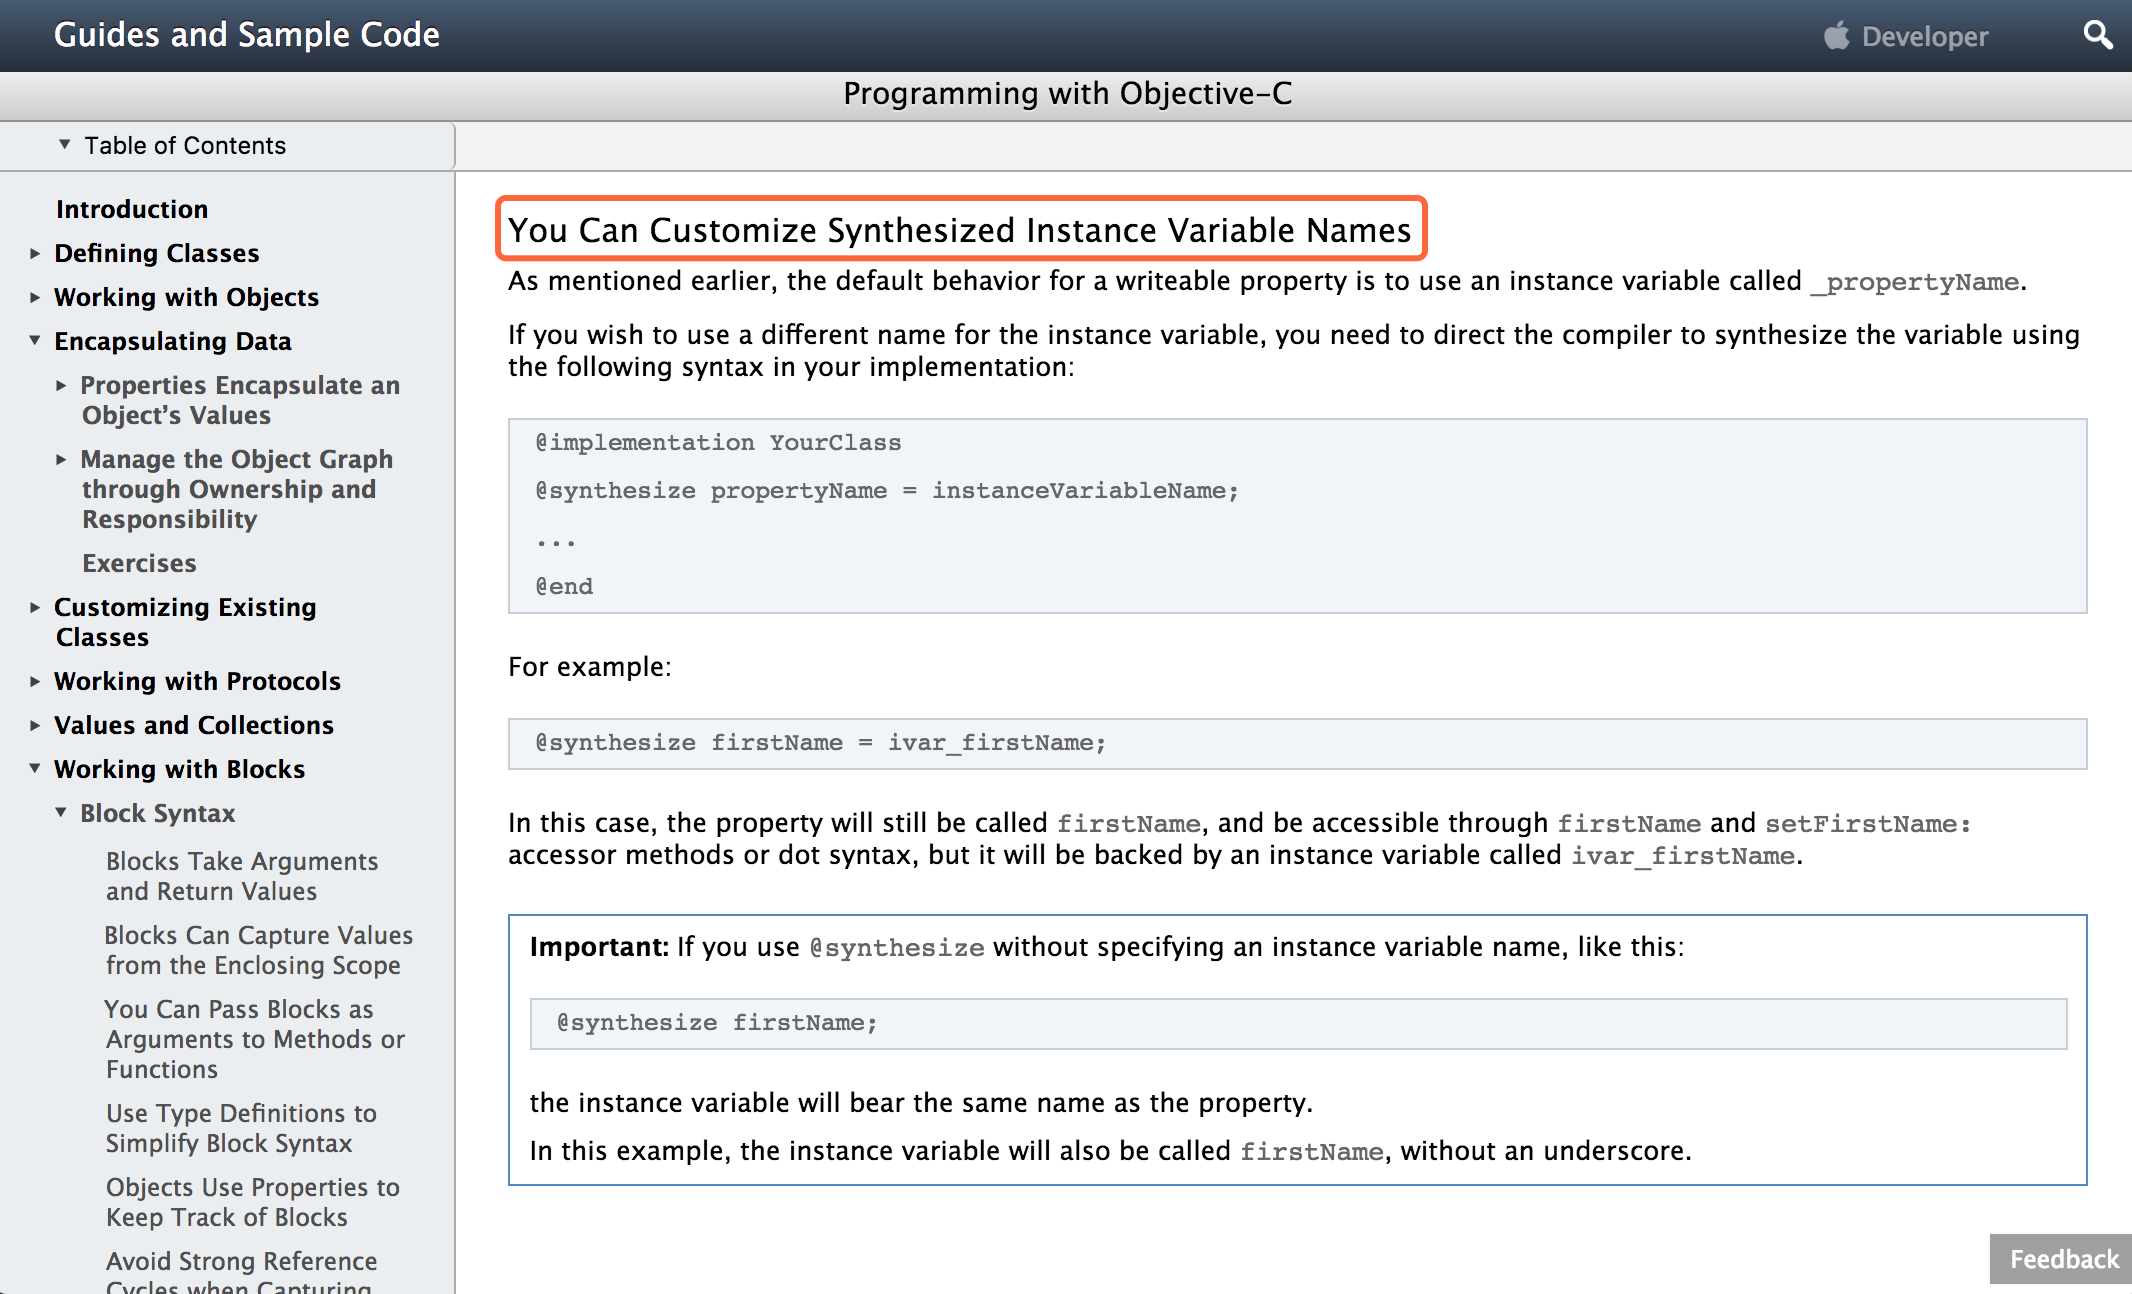 Guides and Sample Code
Developer
Programming with Objective-C
Table of Contents
Introduction
Defining Classes
Working with Objects
Encapsulating Data
Properties Encapsulate an
Object's Values
Manage the Object Graph
through Ownership and
Responsibility
Exercises
Customizing Existing
Classes
Working with Protocols
Values and Collections
Working with Blocks
Block Syntax
Blocks Take Arguments
and Return Values
Blocks Can Capture Values
from the Enclosing Scope
You Can Pass Blocks as
Arguments to Methods or
Functions
Use Type Definitions to
Simplify Block Syntax
Objects Use Properties to
Keep Track of Blocks
Avoid Strong Reference
Cycles when Capturing
You Can Customize Synthesized Instance Variable Names
As mentioned earlier, the default behavior for a writeable property is to use an instance variable called _propertyName.
If you wish to use a different name for the instance variable, you need to direct the compiler to synthesize the variable using
the following syntax in your implementation:
@implementation YourClass
@synthesize propertyName = instanceVariableName;
...
@end
For example:
@synthesize firstName = ivar_firstName;
In this case, the property will still be called firstName, and be accessible through firstName and setFirstName:
accessor methods or dot syntax, but it will be backed by an instance variable called ivar_firstName.
Important: If you use @synthesize without specifying an instance variable name, like this:
@synthesize firstName;
the instance variable will bear the same name as the property.
In this example, the instance variable will also be called firstName, without an underscore.
Feedback